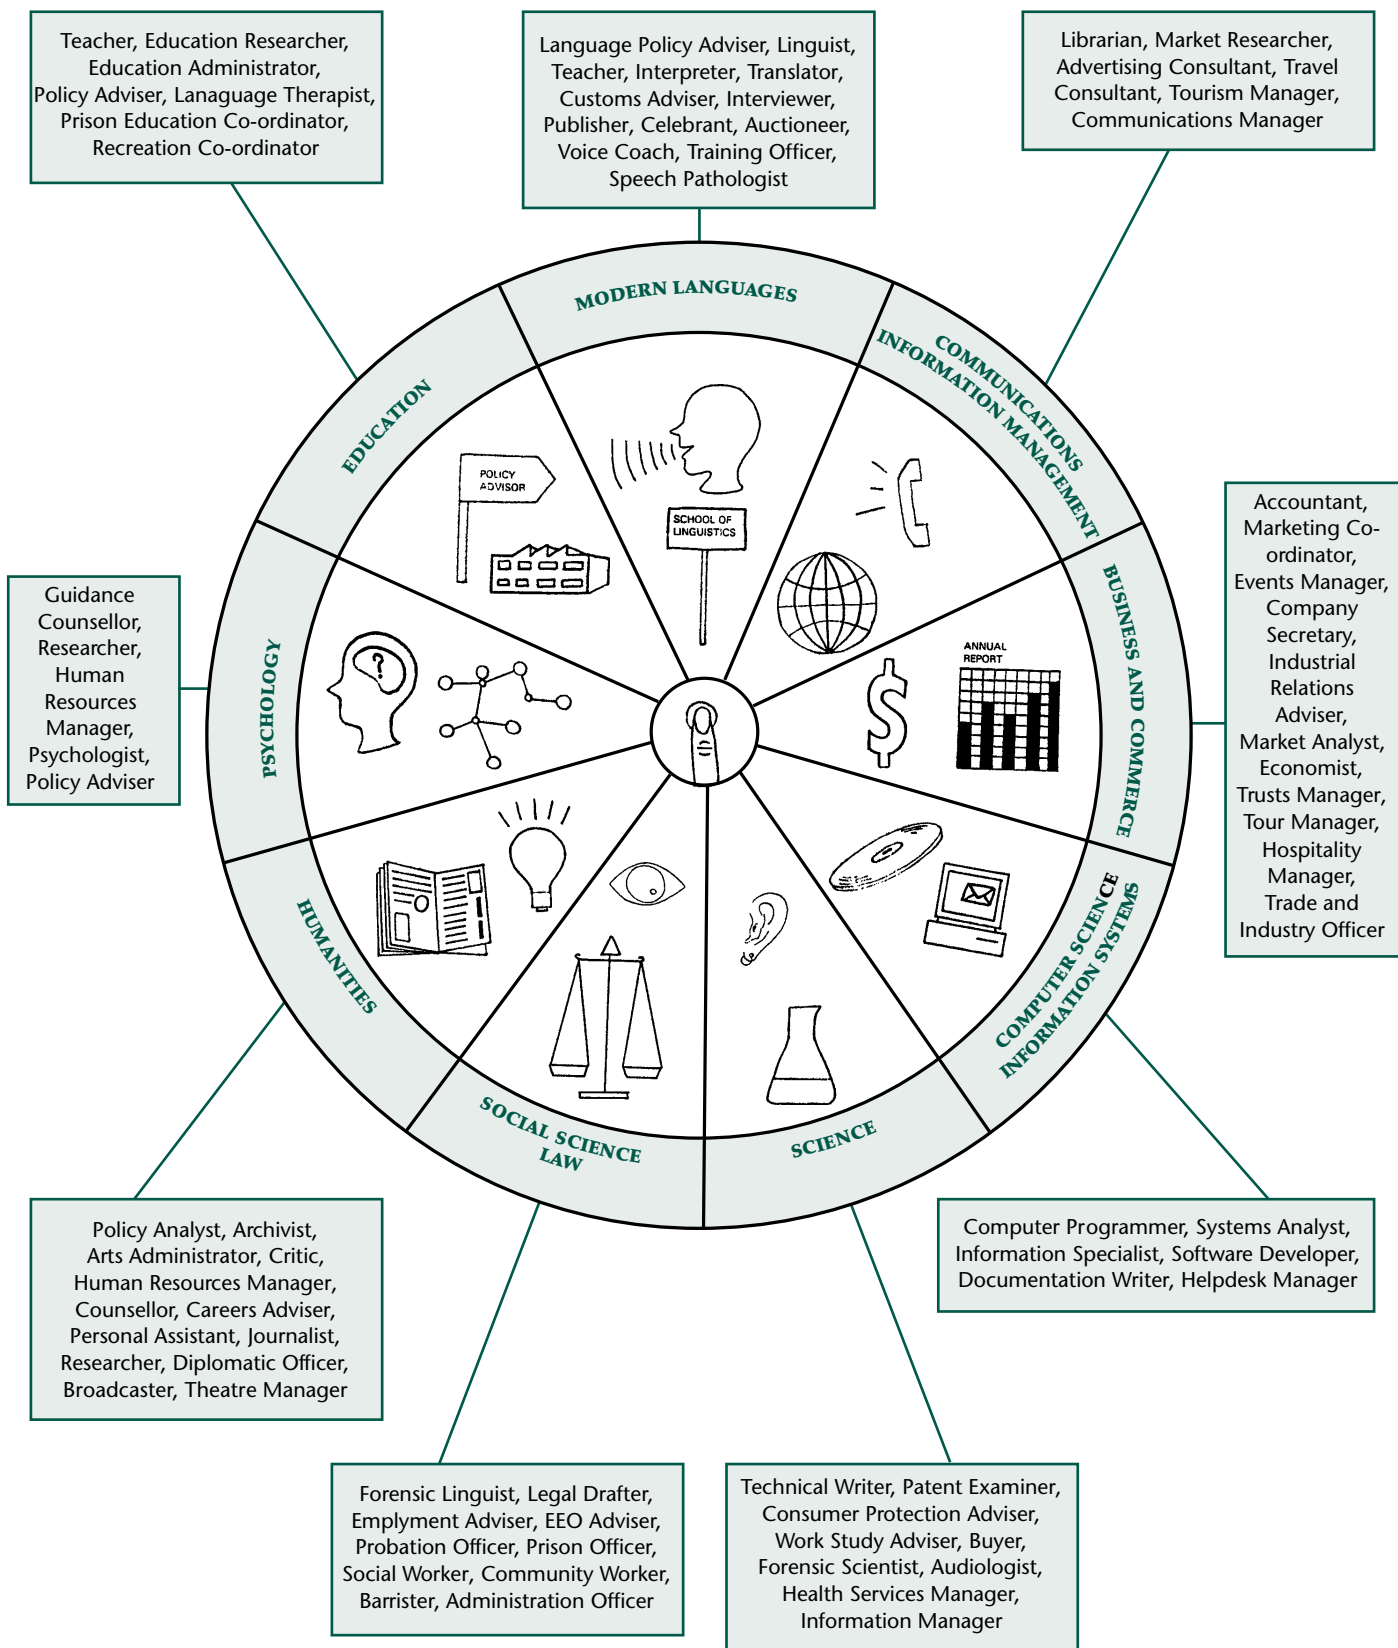 Teacher, Education Researcher,
Education Administrator,
Policy Adviser, Lanaguage Therapist,
Prison Education Co-ordinator,
Recreation Co-ordinator
Language Policy Adviser, Linguist,
Teacher, Interpreter, Translator,
Customs Adviser, Interviewer,
Publisher, Celebrant, Auctioneer,
Voice Coach, Training Officer,
Speech Pathologist
Librarian, Market Researcher,
Advertising Consultant, Travel
Consultant, Tourism Manager,
Communications Manager
MODERN LANGUAGES
COMMUNICATIONS
INFORMATION MANAGEMENT
EDUCATION
POLICY
ADVISOR
SCHOOL OF
LINGUISTICS
BUSINESS AND COMMERCE
Accountant,
Marketing Co-
ordinator,
Events Manager,
Company
Secretary,
Industrial
Relations
Adviser,
Market Analyst,
Economist,
Trusts Manager,
Tour Manager,
Hospitality
Manager,
Trade and
Industry Officer
Guidance
Counsellor,
Researcher,
Human
Resources
Manager,
Psychologist,
Policy Adviser
PSYCHOLOGY
?
ANNUAL
REPORT
$
HUMANITIES
COMPUTER SCIENCE
INFORMATION SYSTEMS
SOCIAL SCIENCE
LAW
SCIENCE
Policy Analyst, Archivist,
Arts Administrator, Critic,
Human Resources Manager,
Counsellor, Careers Adviser,
Personal Assistant, Journalist,
Researcher, Diplomatic Officer,
Broadcaster, Theatre Manager
Computer Programmer, Systems Analyst,
Information Specialist, Software Developer,
Documentation Writer, Helpdesk Manager
Forensic Linguist, Legal Drafter,
Emplyment Adviser, EEO Adviser,
Probation Officer, Prison Officer,
Social Worker, Community Worker,
Barrister, Administration Officer
Technical Writer, Patent Examiner,
Consumer Protection Adviser,
Work Study Adviser, Buyer,
Forensic Scientist, Audiologist,
Health Services Manager,
Information Manager